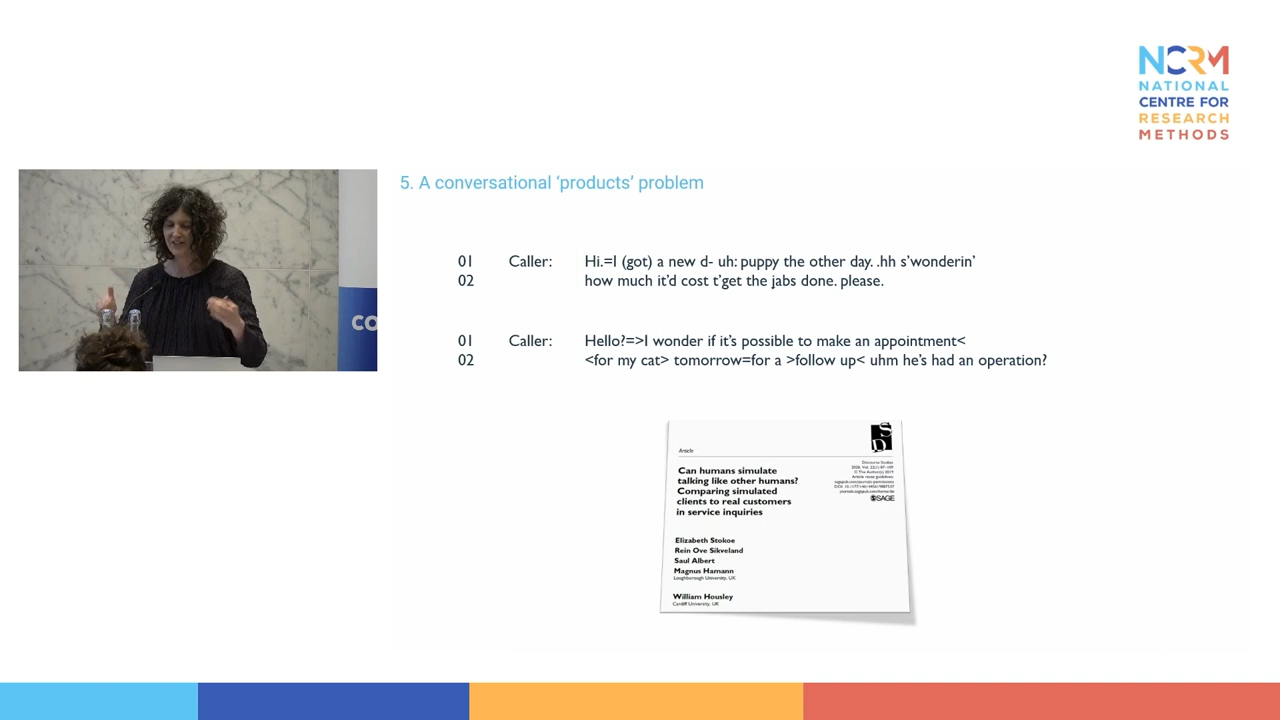 NCRM
NATIONAL
CENTRE FOR
RESEARCH
METHODS
5. A conversational ‘products’ problem
01 Caller: Hi.=I (got) a new d- uh: puppy the other day. .hh s’wonderin’
02 how much it’d cost t’get the jabs done. please.
01 Caller: Hello?=>I wonder if it’s possible to make an appointment<
02 <for my cat> tomorrow=for a >follow up< uhm he’s had an operation?
co
Article
SD
Can humans simulate
talking like other humans?
Comparing simulated
clients to real customers
in service inquiries
Discourse Studies
SAGE
Elizabeth Stokoe
Rein Ove Sikveland
Saul Albert
Magnus Hamann
Loughborough University, UK
William Housley
Cardiff University, UK